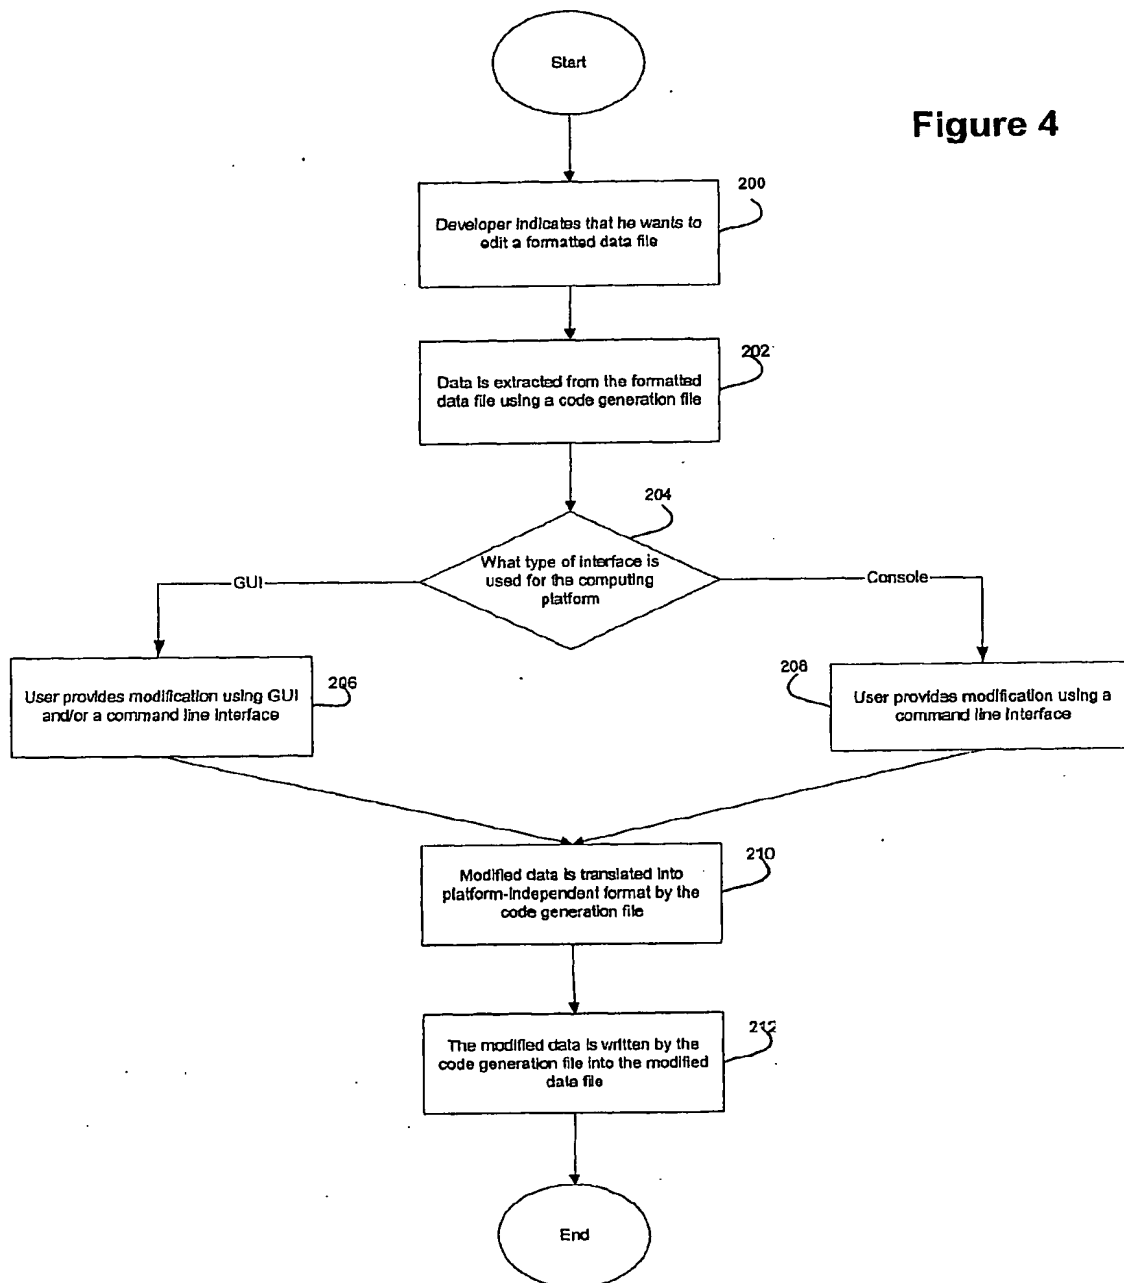 Start
Figure 4
200
Developer indicates that he wants to
edit a formatted data file
202
Data is extracted from the formatted
data file using a code generation file
204
What type of interface is
used for the computing
platform
GUI
Console
206
User provides modification using GUI
and/or a command line interface
208
User provides modification using a
command line interface
210
Modified data is translated into
platform-independent format by the
code generation file
212
The modified data is written by the
code generation file into the modified
data file
End